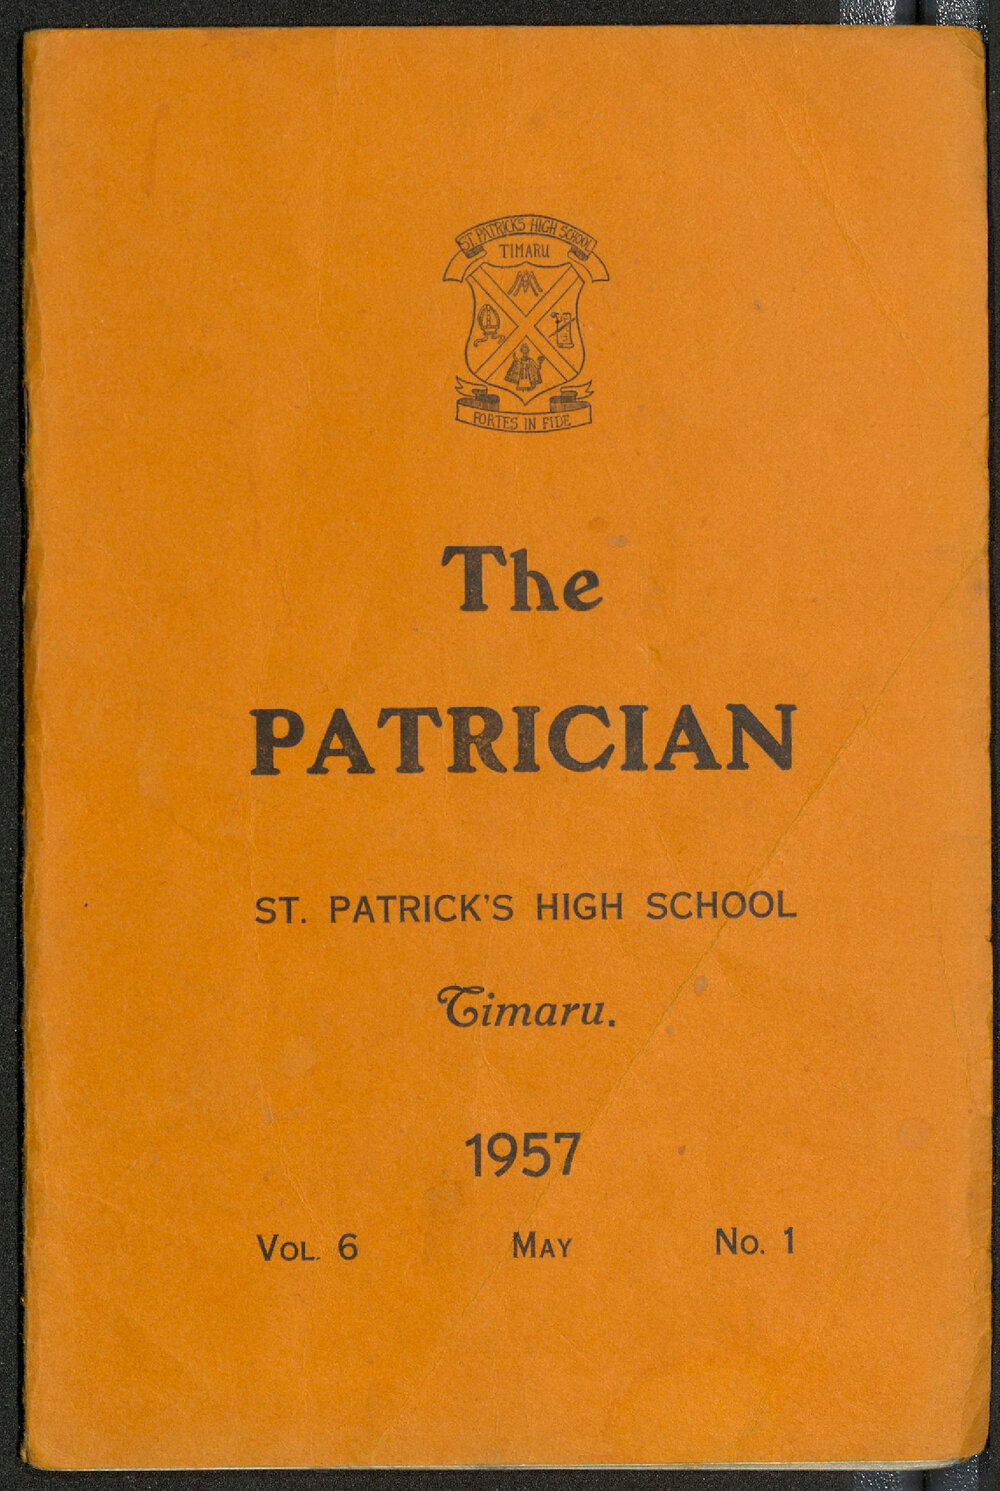 ST. PATRICKS HIGH SCHOOL
TIMARU
FORTES IN FIDE
The
PATRICIAN
ST. PATRICK'S HIGH SCHOOL
Timaru.
1957
VOL. 6 MAY NO. 1